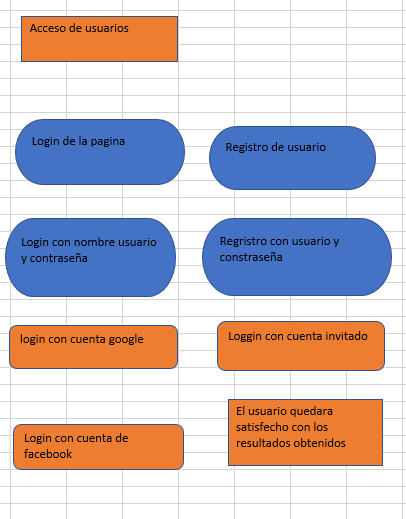 Acceso de usuarios
Login de la pagina
Registro de usuario
Login con nombre usuario
y contraseña
Regristro con usuario y
constraseña
login con cuenta google
Loggin con cuenta invitado
Login con cuenta de
facebook
El usuario quedara
satisfecho con los
resultados obtenidos